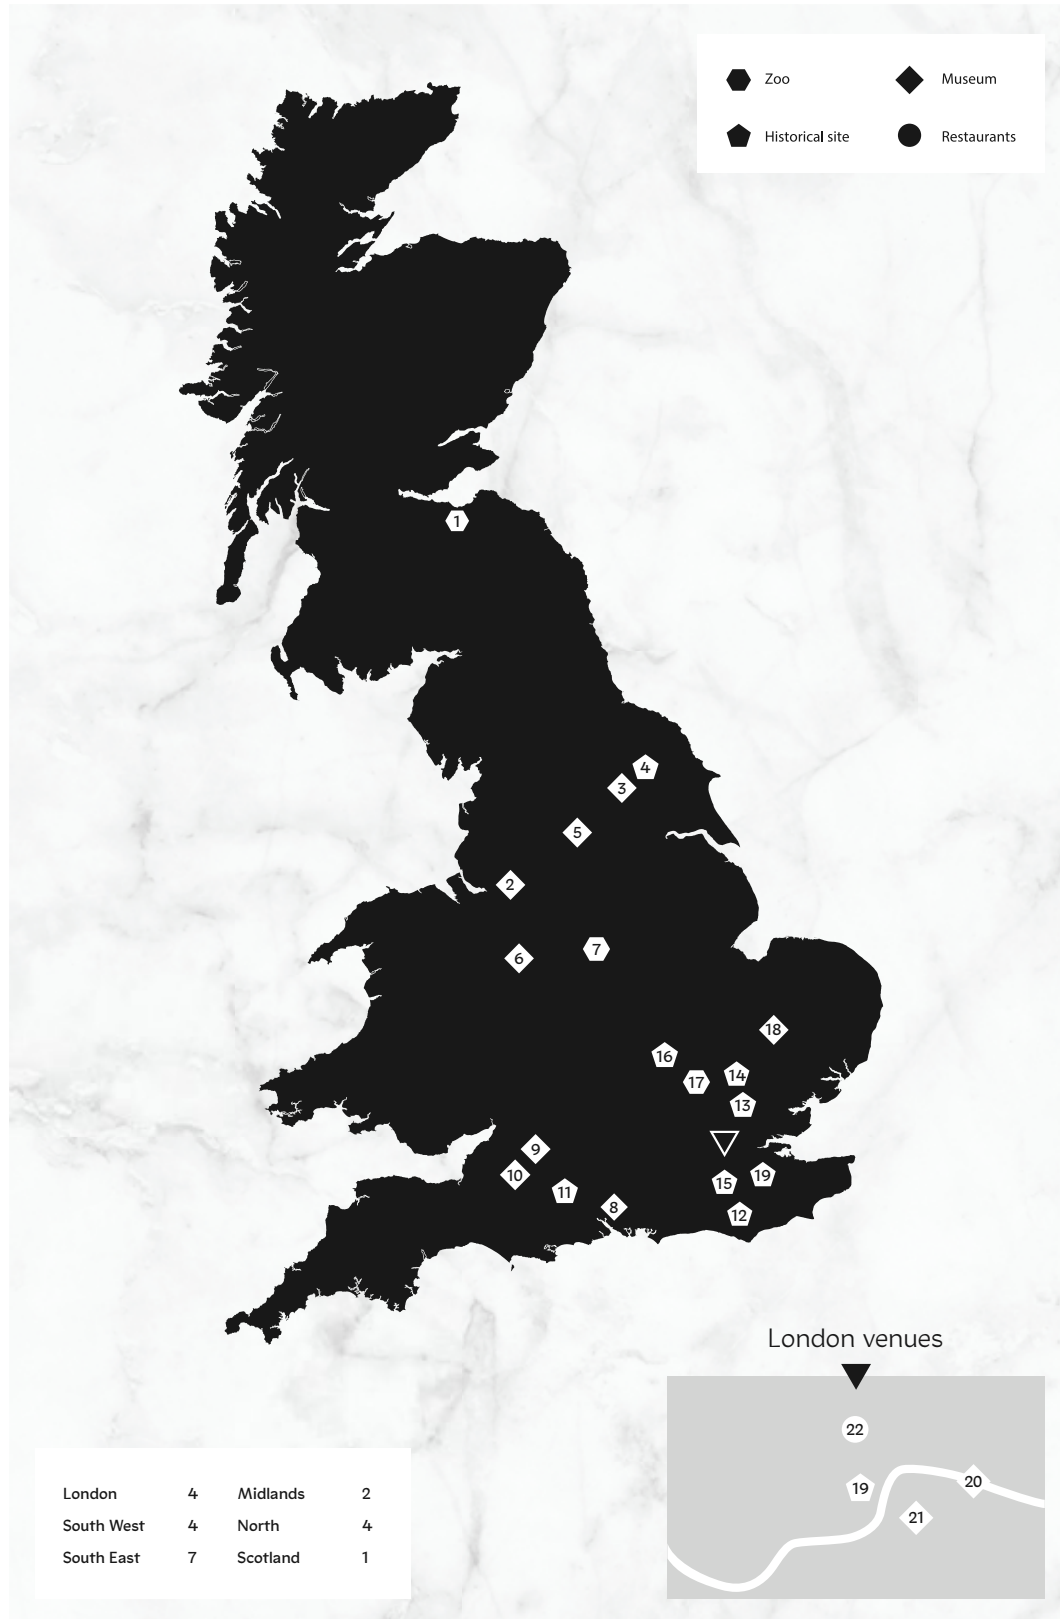 Zoo
Museum
Historical site
Restaurants
1
4
3
5
2
7
6
18
16
14
17
13
9
10
19
15
11
8
12
London venues
22
20
19
21
London 4 Midlands 2
South West 4 North 4
South East 7 Scotland 1